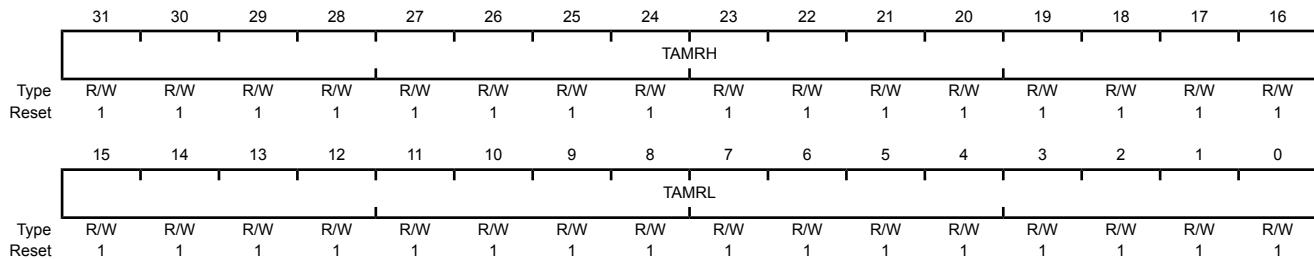 31 30 29 28 27 26 25 24 23 22 21 20 19 18 17 16
TAMRH
Type R/W R/W R/W R/W R/W R/W R/W R/W R/W R/W R/W R/W R/W R/W R/W R/W
Reset 1 1 1 1 1 1 1 1 1 1 1 1 1 1 1 1
15 14 13 12 11 10 9 8 7 6 5 4 3 2 1 0
TAMRL
Type R/W R/W R/W R/W R/W R/W R/W R/W R/W R/W R/W R/W R/W R/W R/W R/W
Reset 1 1 1 1 1 1 1 1 1 1 1 1 1 1 1 1